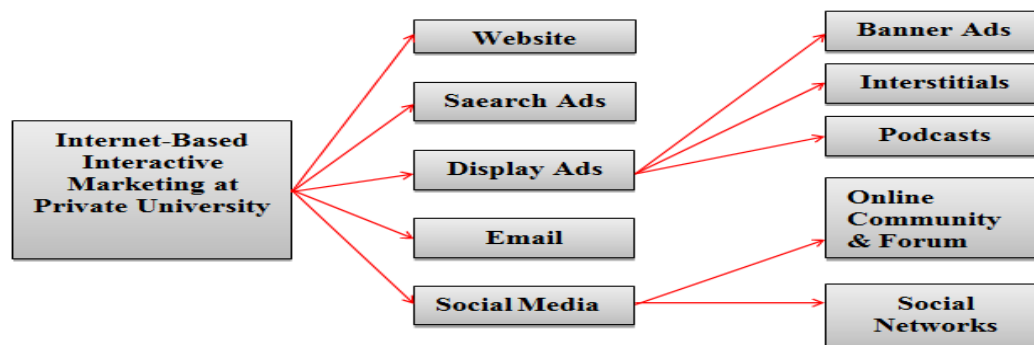 Internet-Based
Interactive
Marketing at
Private University
Website
Saearch Ads
Display Ads
Email
Social Media
Banner Ads
Interstitials
Podcasts
Online
Community
& Forum
Social
Networks